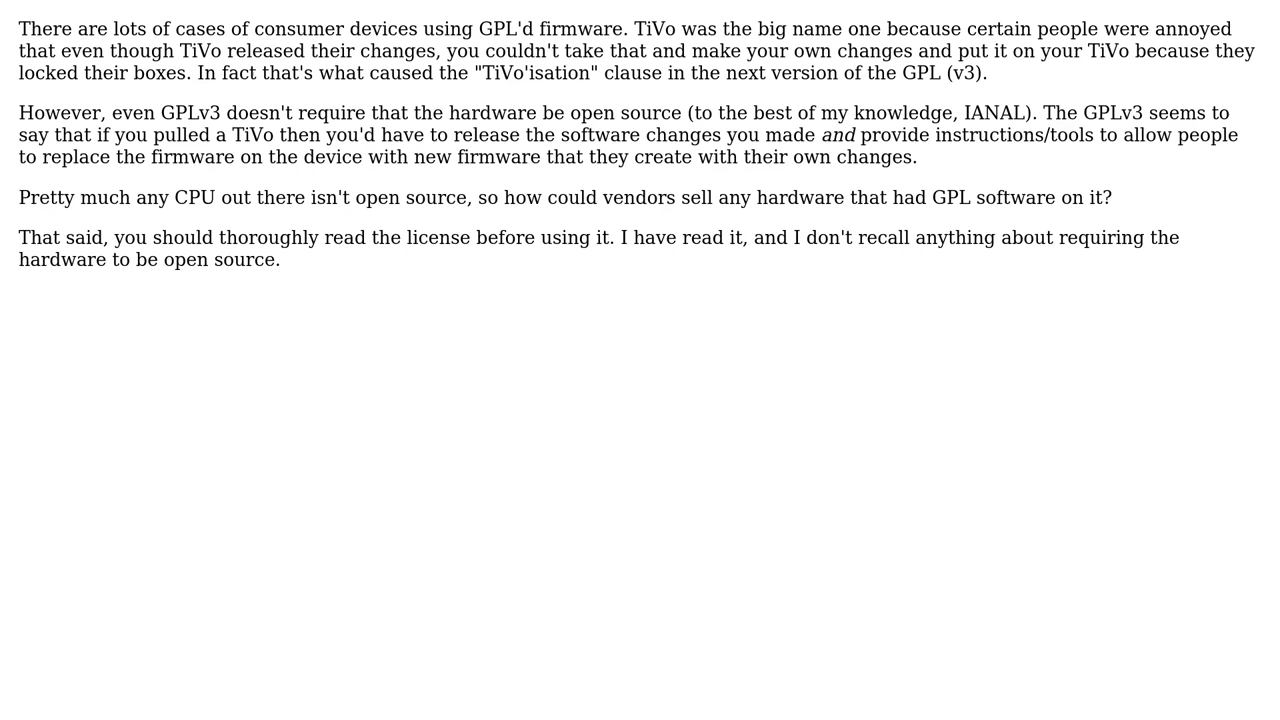 There are lots of cases of consumer devices using GPL'd firmware. TiVo was the big name one because certain people were annoyed
that even though TiVo released their changes, you couldn't take that and make your own changes and put it on your TiVo because they
locked their boxes. In fact that's what caused the "TiVo'isation" clause in the next version of the GPL (v3).
However, even GPLv3 doesn't require that the hardware be open source (to the best of my knowledge, IANAL). The GPLv3 seems to
say that if you pulled a TiVo then you'd have to release the software changes you made and provide instructions/tools to allow people
to replace the firmware on the device with new firmware that they create with their own changes.
Pretty much any CPU out there isn't open source, so how could vendors sell any hardware that had GPL software on it?
That said, you should thoroughly read the license before using it. I have read it, and I don't recall anything about requiring the
hardware to be open source.